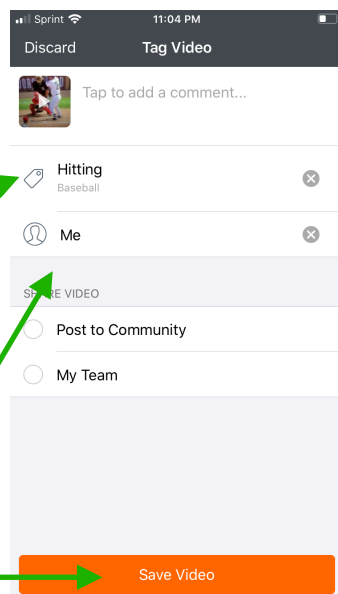 Sprint 11:04 PM
Discard Tag Video
Tap to add a comment...
Hitting
Baseball
Me
SHARE VIDEO
Post to Community
My Team
Save Video